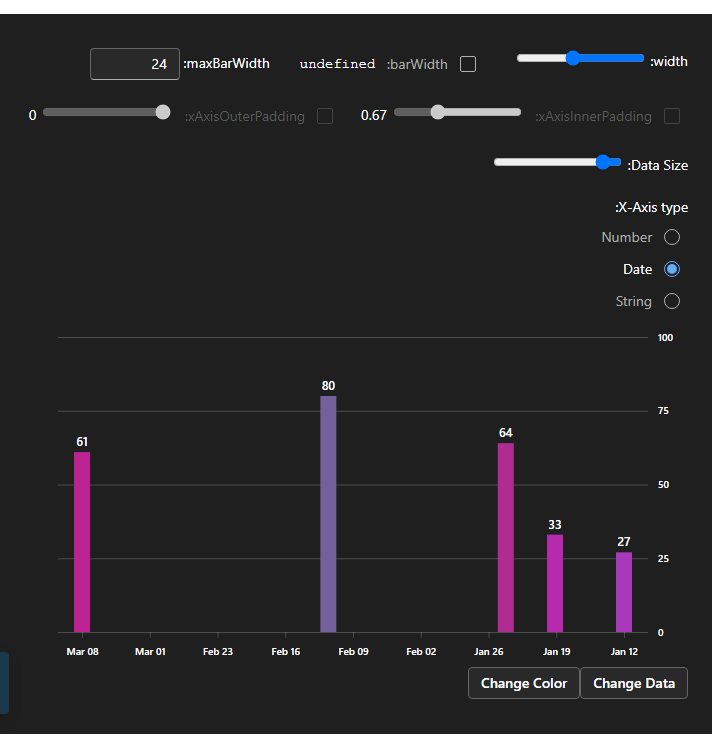 width:
barWidth: undefined
maxBarWidth: 24
xAxisInnerPadding: 0.67
xAxisOuterPadding: 0
Data Size:
X-Axis type:
Number
Date
String
100
75
50
25
0
61
80
64
33
27
Mar 08 Mar 01 Feb 23 Feb 16 Feb 09 Feb 02 Jan 26 Jan 19 Jan 12
Change Color Change Data